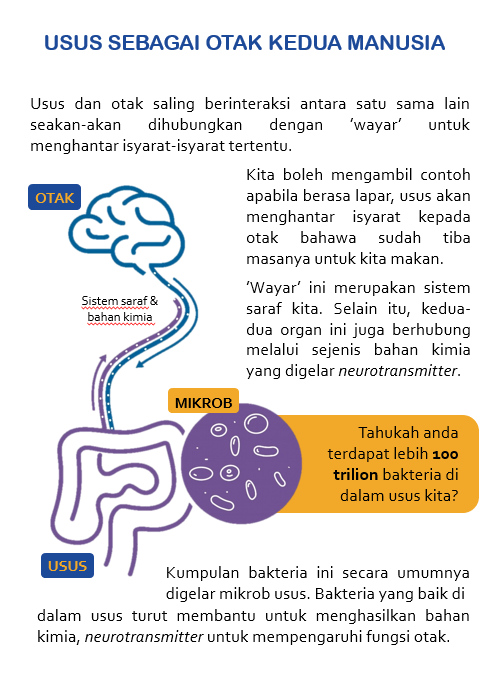 USUS SEBAGAI OTAK KEDUA MANUSIA
Usus dan otak saling berinteraksi antara satu sama lain
seakan-akan dihubungkan dengan ‘wayar’ untuk
menghantar isyarat-isyarat tertentu.
Kita boleh mengambil contoh
apabila berasa lapar, usus akan
menghantar isyarat kepada
otak bahawa sudah tiba
masanya untuk kita makan.
‘Wayar’ ini merupakan sistem
saraf kita. Selain itu, kedua-
dua organ ini juga berhubung
melalui sejenis bahan kimia
yang digelar neurotransmitter.
OTAK
Sistem saraf &
bahan kimia
MIKROB
Tahukah anda
terdapat lebih 100
trilion bakteria di
dalam usus kita?
USUS
Kumpulan bakteria ini secara umumnya
digelar mikrob usus. Bakteria yang baik di
dalam usus turut membantu untuk menghasilkan bahan
kimia, neurotransmitter untuk mempengaruhi fungsi otak.